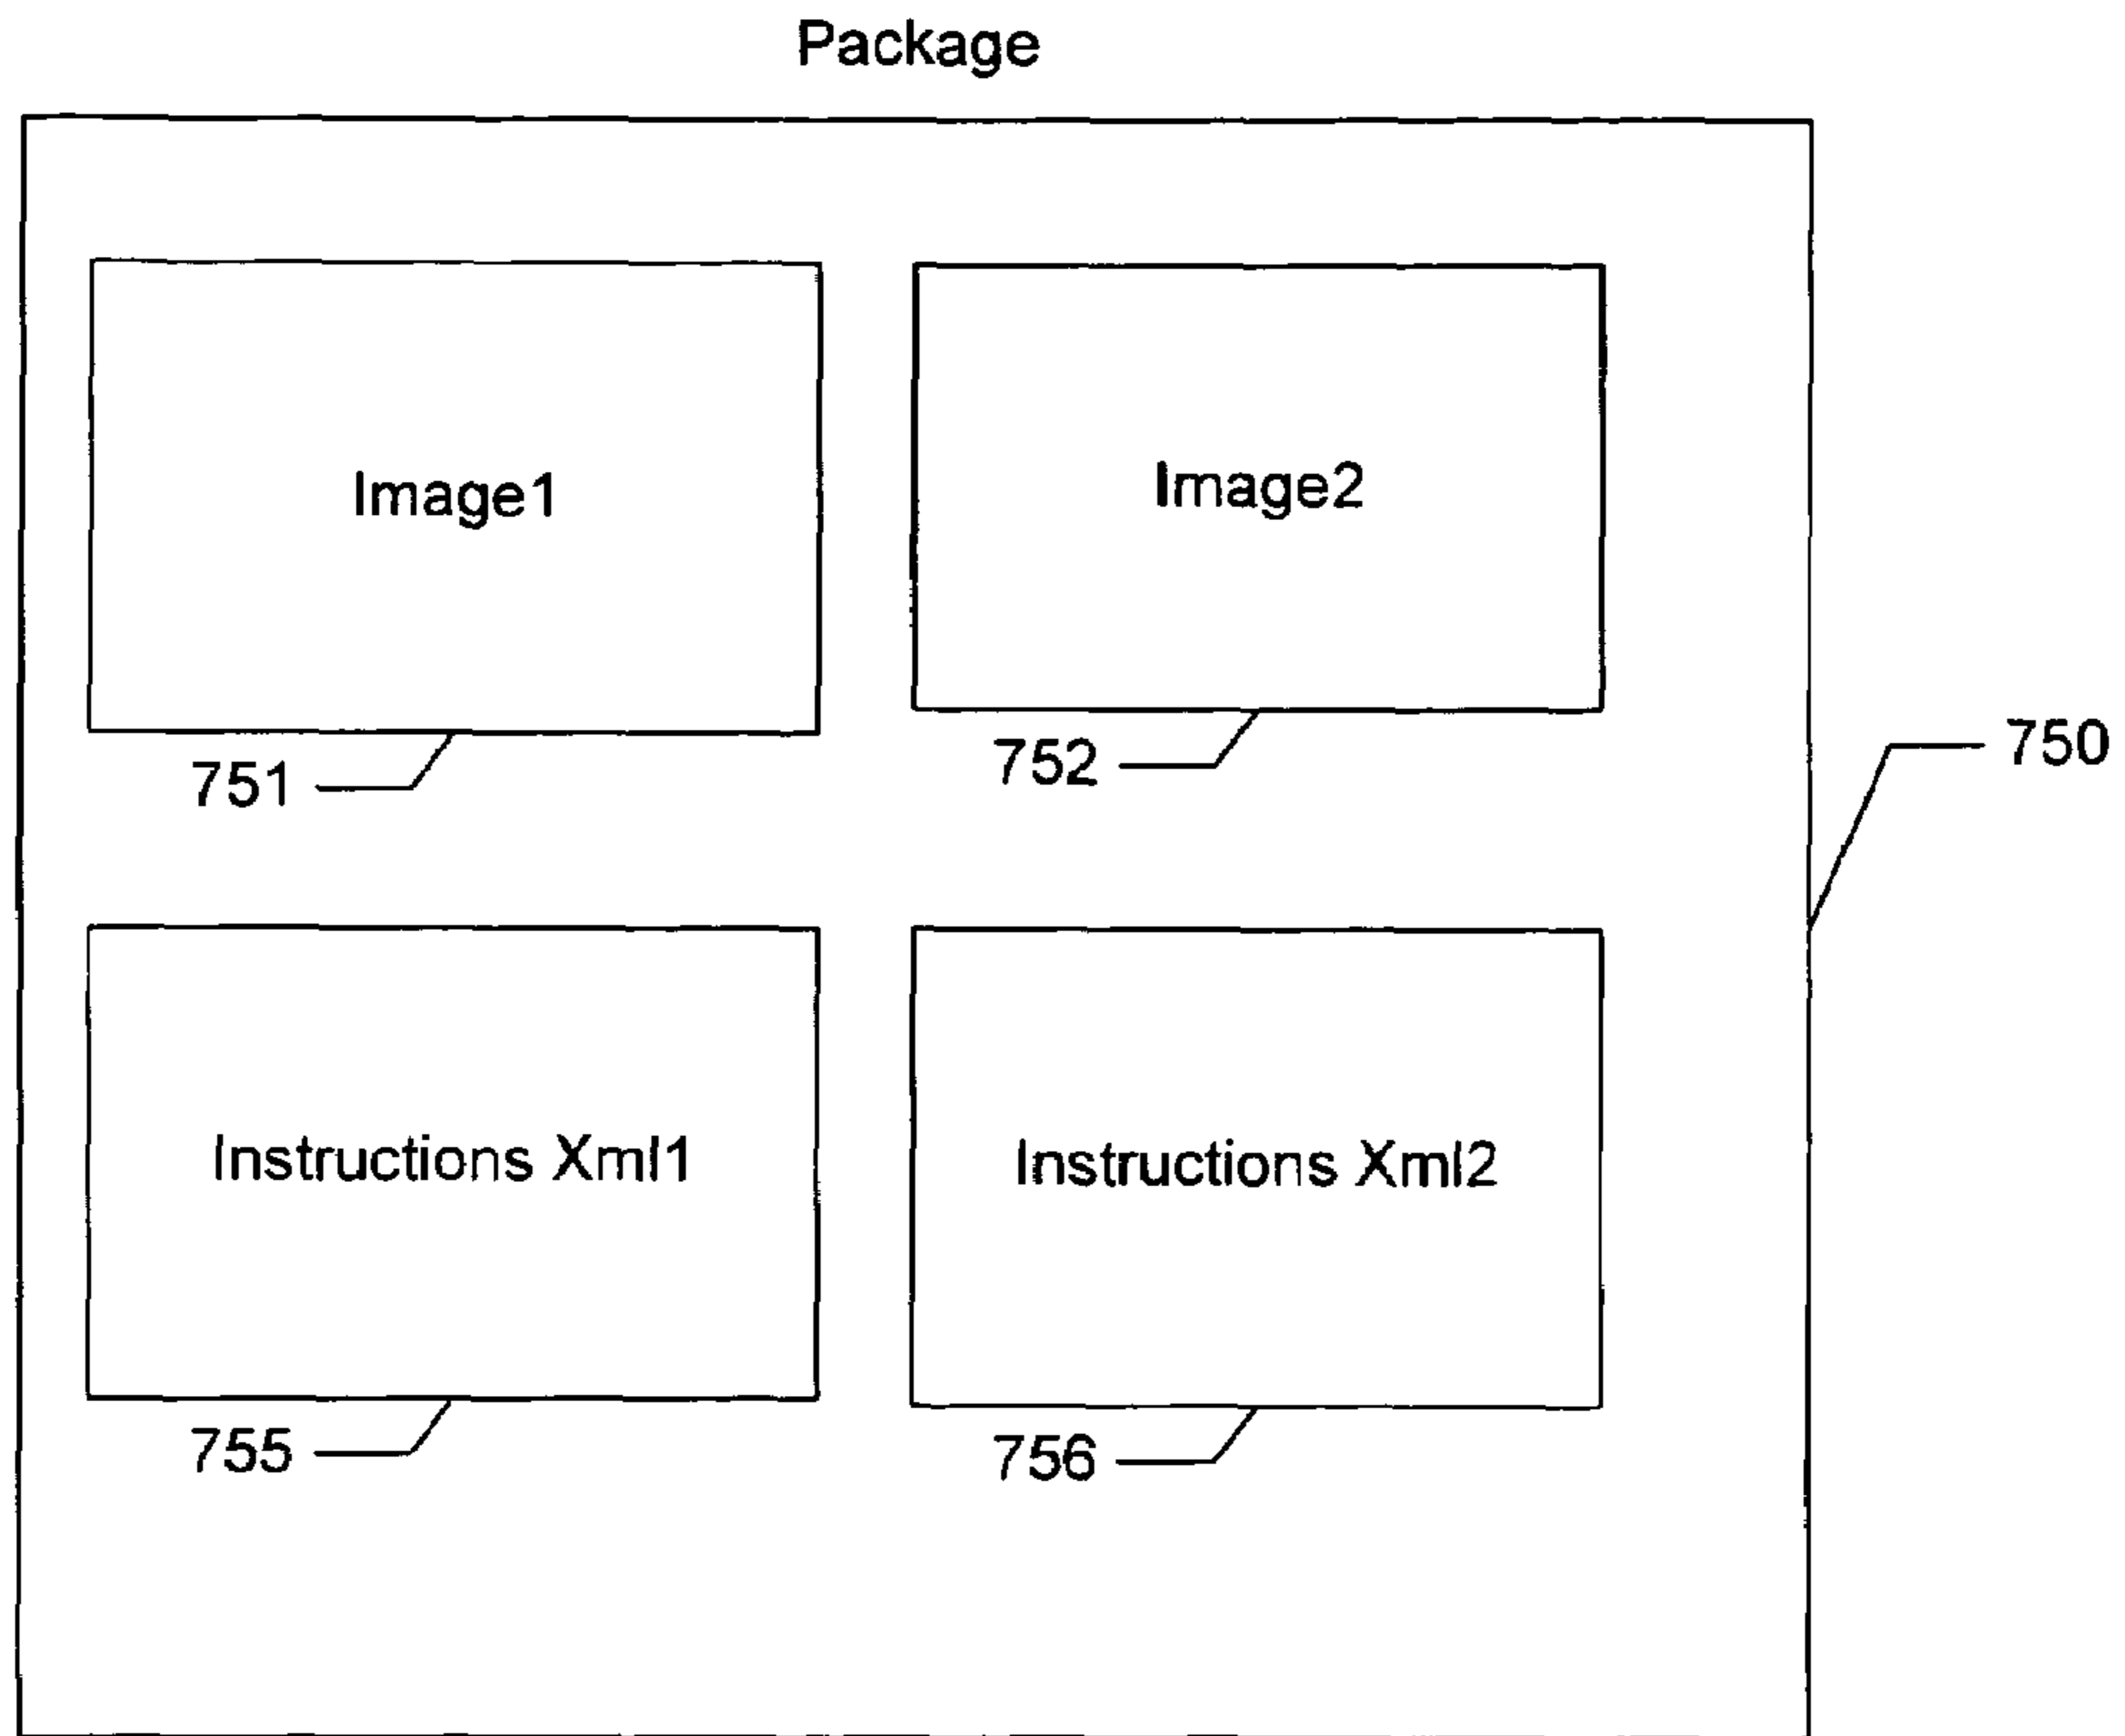 Package
Image1
Image2
751
752
750
Instructions Xml1
Instructions Xml2
755
756